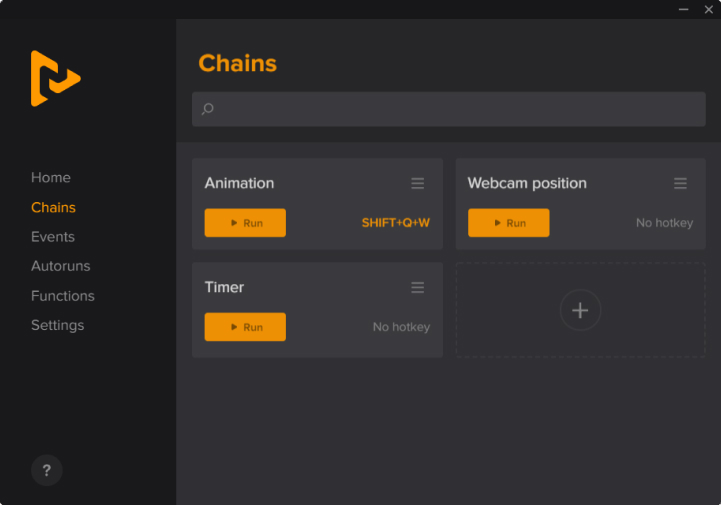 Chains
Home
Chains
Events
Autoruns
Functions
Settings
?
Animation
Run
SHIFT+Q+W
Webcam position
Run
No hotkey
Timer
Run
No hotkey